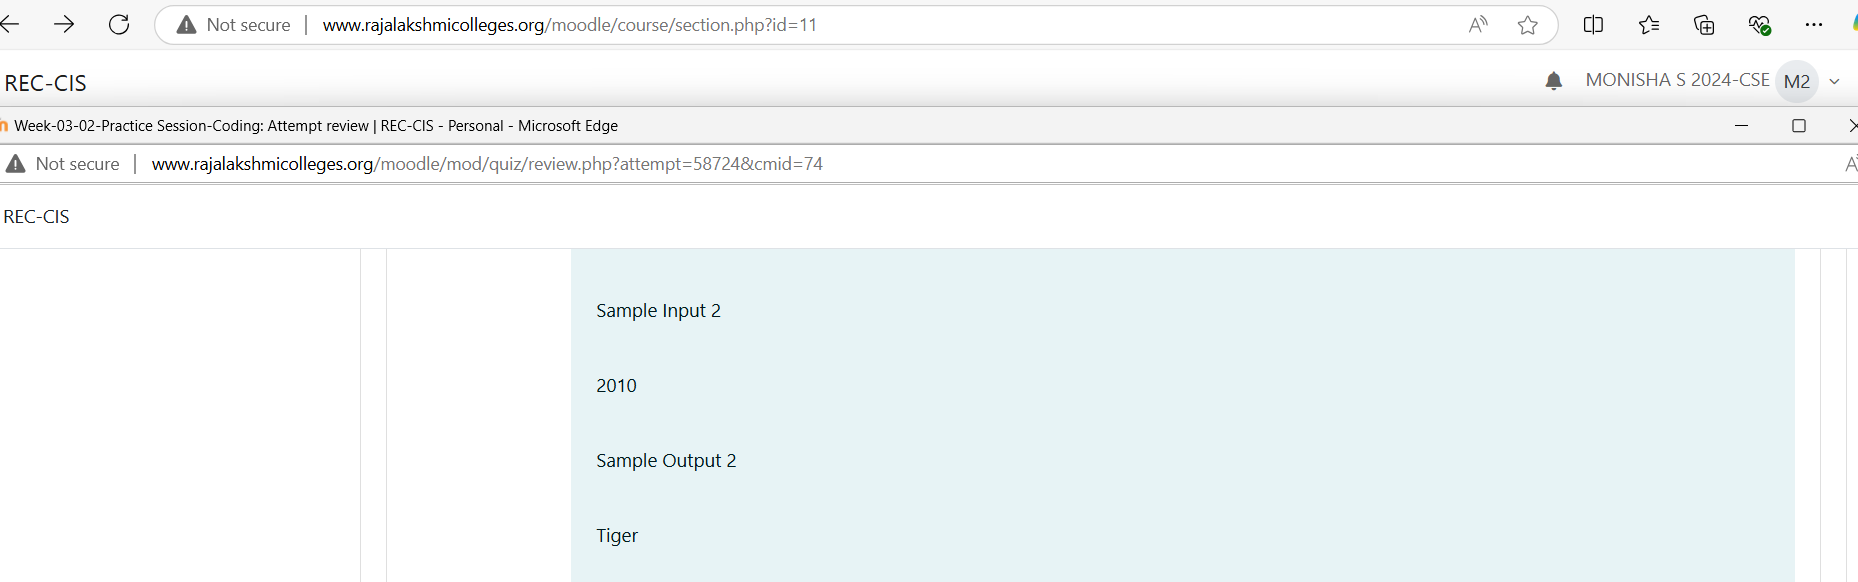 Not secure | www.rajalakshmicolleges.org/moodle/course/section.php?id=11
REC-CIS
MONISHA S 2024-CSE M2
Week-03-02-Practice Session-Coding: Attempt review | REC-CIS - Personal - Microsoft Edge
Not secure | www.rajalakshmicolleges.org/moodle/mod/quiz/review.php?attempt=58724&cmid=74
REC-CIS
Sample Input 2
2010
Sample Output 2
Tiger